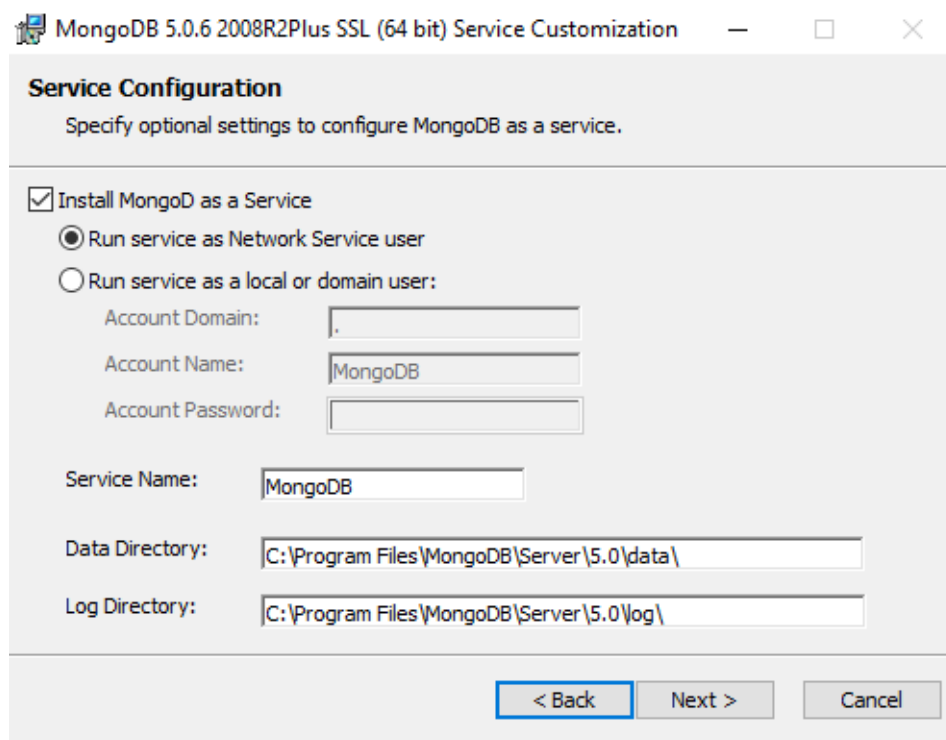 MongoDB 5.0.6 2008R2Plus SSL (64 bit) Service Customization
Service Configuration
Specify optional settings to configure MongoDB as a service.
Install MongoD as a Service
Run service as Network Service user
Run service as a local or domain user:
Account Domain: .
Account Name: MongoDB
Account Password:
Service Name: MongoDB
Data Directory: C:\Program Files\MongoDB\Server\5.0\data\
Log Directory: C:\Program Files\MongoDB\Server\5.0\log\
< Back Next > Cancel